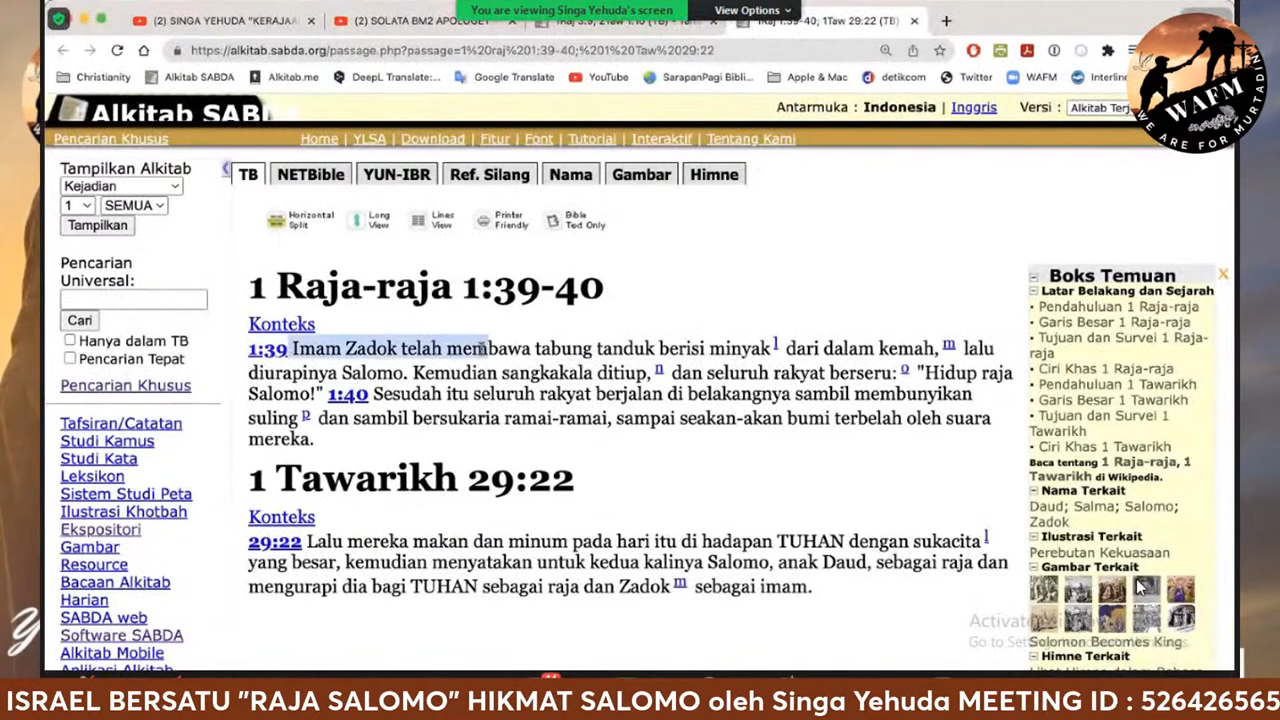 You are viewing Singa Yehuda's screen View Options
(2) SINGA YEHUDA "KERAJAA
(2) SOLATA BM2 APOLOGET
1Raj 1:39-40; 1Taw 29:22 (TB)
https://alkitab.sabda.org/passage.php?passage=1%20raj%201:39-40;%201%20Taw%2029:22
Christianity Alkitab SABDA Alkitab.me DeepL Translate:... Google Translate YouTube SarapanPagi Bibli... Apple & Mac detikcom Twitter WAFM Interlin
WAFM
WE ARE FOR MURTADIN
Alkitab SAB
Antarmuka : Indonesia | Inggris Versi : Alkitab Ter
Pencarian Khusus
Home | YLSA | Download | Fitur | Font | Tutorial | Interaktif | Tentang Kami
Tampilkan Alkitab
Kejadian
1 SEMUA
Tampilkan
Pencarian
Universal:
Cari
Hanya dalam TB
Pencarian Tepat
Pencarian Khusus
Tafsiran/Catatan
Studi Kamus
Studi Kata
Leksikon
Sistem Studi Peta
Ilustrasi Khotbah
Ekspositori
Gambar
Resource
Bacaan Alkitab
Harian
SABDA web
Software SABDA
Alkitab Mobile
Aplikasi Alkitab
TB NETBible YUN-IBR Ref. Silang Nama Gambar Himne
Horizontal Split Long View Lines View Printer Friendly Bible Text Only
1 Raja-raja 1:39-40
Konteks
1:39 Imam Zadok telah membawa tabung tanduk berisi minyak l dari dalam kemah, m lalu
diurapinya Salomo. Kemudian sangkakala ditiup, n dan seluruh rakyat berseru: o "Hidup raja
Salomo!" 1:40 Sesudah itu seluruh rakyat berjalan di belakangnya sambil membunyikan
suling p dan sambil bersukaria ramai-ramai, sampai seakan-akan bumi terbelah oleh suara
mereka.
1 Tawarikh 29:22
Konteks
29:22 Lalu mereka makan dan minum pada hari itu di hadapan TUHAN dengan sukacita l
yang besar, kemudian menyatakan untuk kedua kalinya Salomo, anak Daud, sebagai raja dan
mengurapi dia bagi TUHAN sebagai raja dan Zadok m sebagai imam.
Boks Temuan
Latar Belakang dan Sejarah
Pendahuluan 1 Raja-raja
Garis Besar 1 Raja-raja
Tujuan dan Survei 1 Raja-
raja
Ciri Khas 1 Raja-raja
Pendahuluan 1 Tawarikh
Garis Besar 1 Tawarikh
Tujuan dan Survei 1
Tawarikh
Ciri Khas 1 Tawarikh
Baca tentang 1 Raja-raja, 1
Tawarikh di Wikipedia.
Nama Terkait
Daud; Salma; Salomo;
Zadok
Ilustrasi Terkait
Perebutan Kekuasaan
Gambar Terkait
Solomon Becomes King
Himne Terkait
ISRAEL BERSATU "RAJA SALOMO" HIKMAT SALOMO oleh Singa Yehuda MEETING ID : 526426565